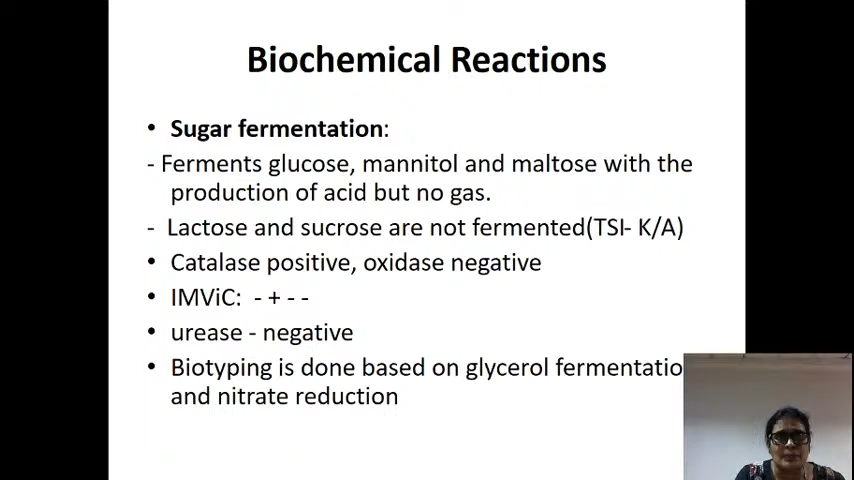 Biochemical Reactions
• Sugar fermentation:
- Ferments glucose, mannitol and maltose with the
production of acid but no gas.
- Lactose and sucrose are not fermented(TSI- K/A)
• Catalase positive, oxidase negative
• IMViC: - + - -
• urease - negative
• Biotyping is done based on glycerol fermentatio
and nitrate reduction